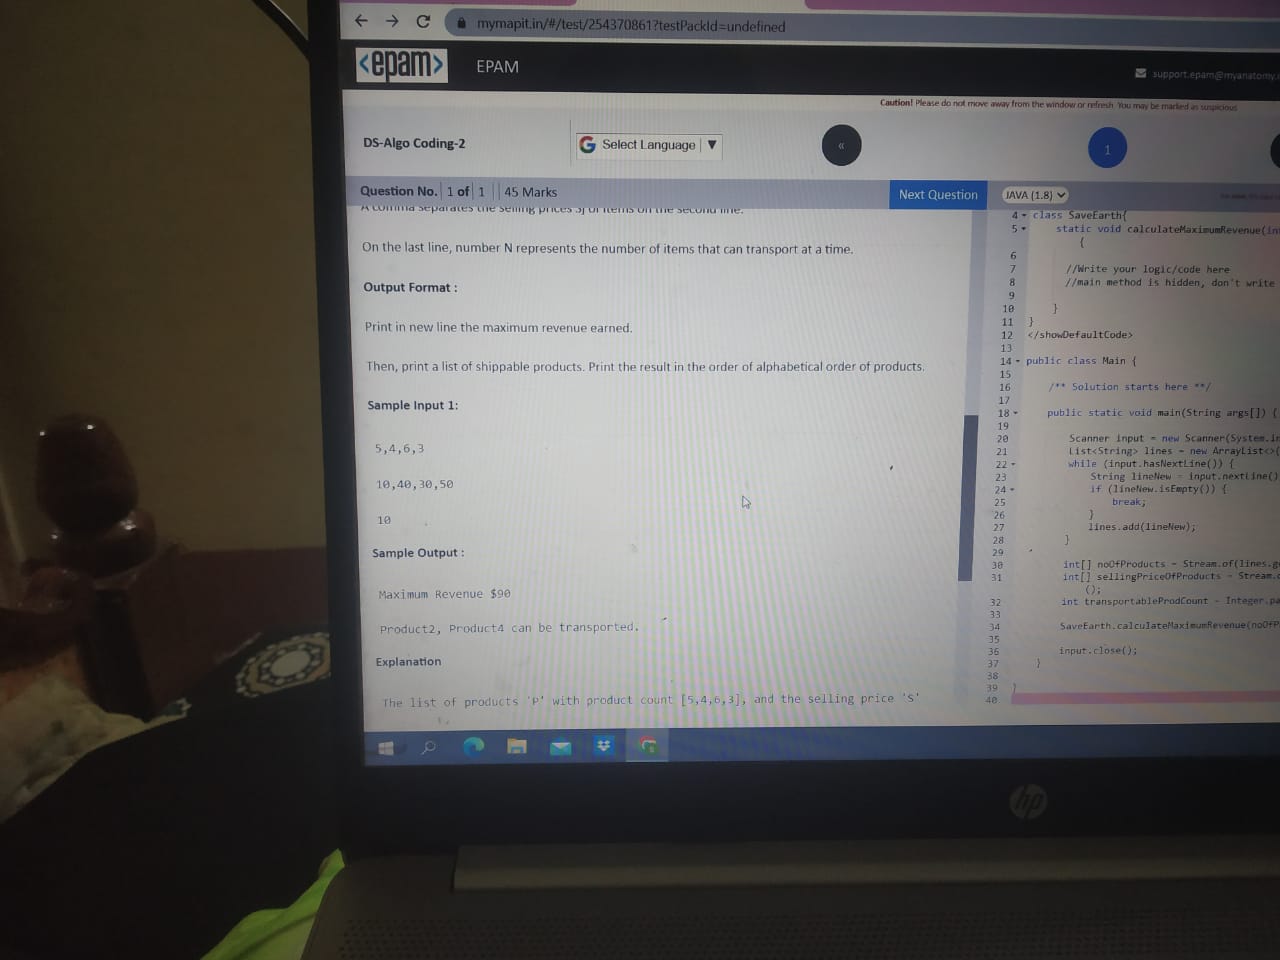 mymapit.in/#/test/254370861?testPackId=undefined
<epam> EPAM
support.epam@myanatomy.
Caution! Please do not move away from the window or refresh. You may be marked as suspicious
DS-Algo Coding-2
G Select Language ▼
«
1
Question No. 1 of 1 45 Marks
Next Question
A comma separates the selling prices Sj of items on the second line.
On the last line, number N represents the number of items that can transport at a time.
Output Format :
Print in new line the maximum revenue earned.
Then, print a list of shippable products. Print the result in the order of alphabetical order of products.
Sample Input 1:
5,4,6,3
10,40,30,50
10
Sample Output :
Maximum Revenue $90
Product2, Product4 can be transported.
Explanation
The list of products 'P' with product count [5,4,6,3], and the selling price 'S'
JAVA (1.8)
4 class SaveEarth{
5 static void calculateMaximumRevenue(in
{
6
7 //Write your logic/code here
8 //main method is hidden, don't write
9
10 }
11 }
12 </showDefaultCode>
13
14 public class Main {
15
16 /** Solution starts here **/
17
18 public static void main(String args[]) {
19
20 Scanner input = new Scanner(System.in
21 List<String> lines = new ArrayList<>(
22 while (input.hasNextLine()) {
23 String lineNew = input.nextLine()
24 if (lineNew.isEmpty()) {
25 break;
26 }
27 lines.add(lineNew);
28 }
29
30 int[] noOfProducts = Stream.of(lines.g
31 int[] sellingPriceOfProducts = Stream.o
();
32 int transportableProdCount = Integer.pa
33
34 SaveEarth.calculateMaximumRevenue(noOfP
35
36 input.close();
37 }
38
39 }
40
hp